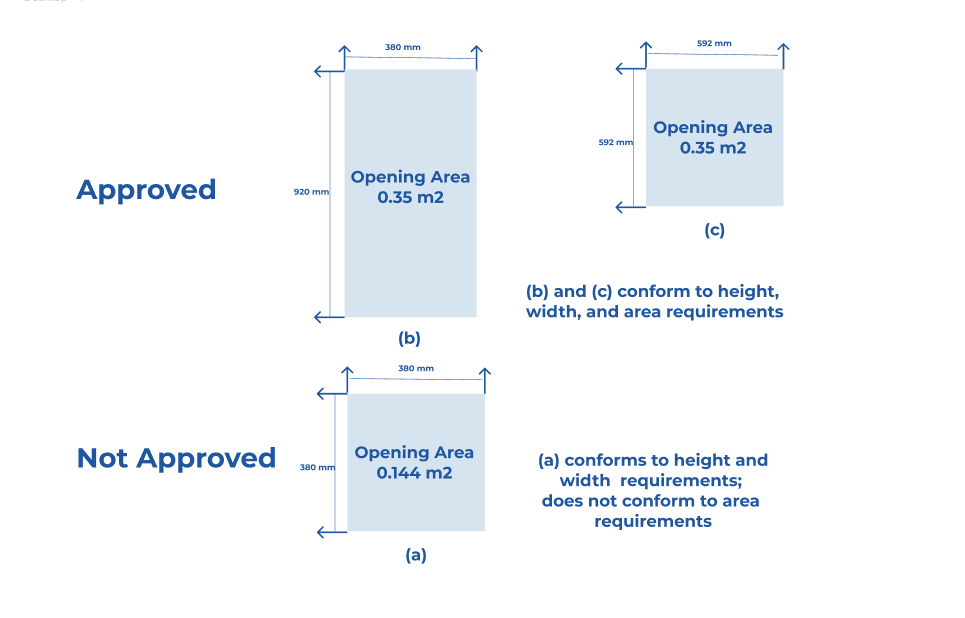 380 mm
592 mm
Opening Area
0.35 m2
592 mm
Approved
920 mm
Opening Area
0.35 m2
(c)
(b) and (c) conform to height,
width, and area requirements
(b)
380 mm
Not Approved
380 mm
Opening Area
0.144 m2
(a) conforms to height and
width requirements;
does not conform to area
requirements
(a)